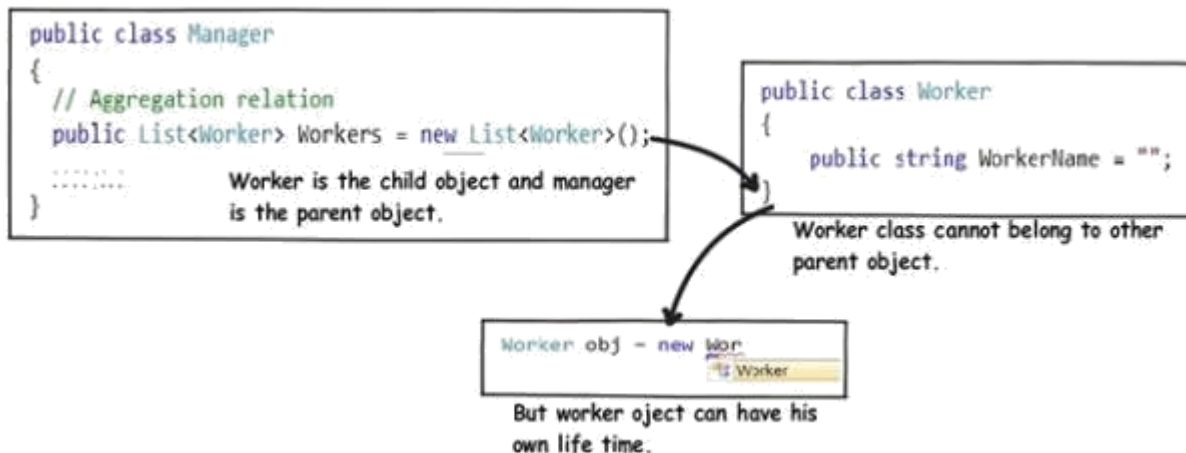 public class Manager
{
// Aggregation relation
public List<Worker> Workers = new List<Worker>();
.......
Worker is the child object and manager
is the parent object.
}
public class Worker
{
public string WorkerName = "";
}
Worker class cannot belong to other
parent object.
Worker obj = new Wor
Worker
But worker oject can have his
own life time.